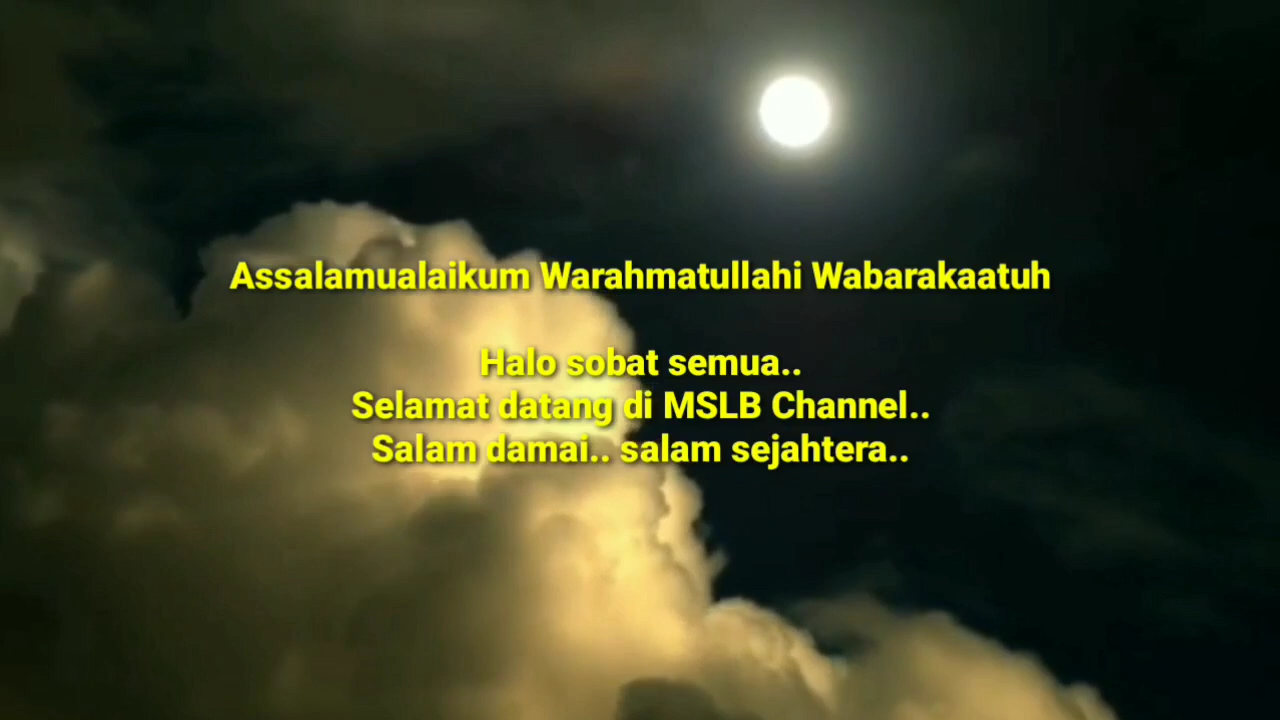 Assalamualaikum Warahmatullahi Wabarakaatuh
Halo sobat semua..
Selamat datang di MSLB Channel..
Salam damai.. salam sejahtera..